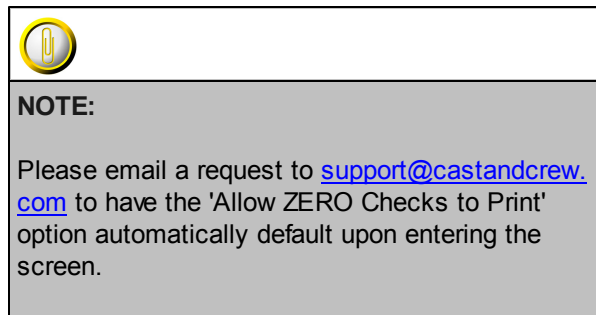 NOTE:
Please email a request to support@castandcrew.
com to have the 'Allow ZERO Checks to Print'
option automatically default upon entering the
screen.